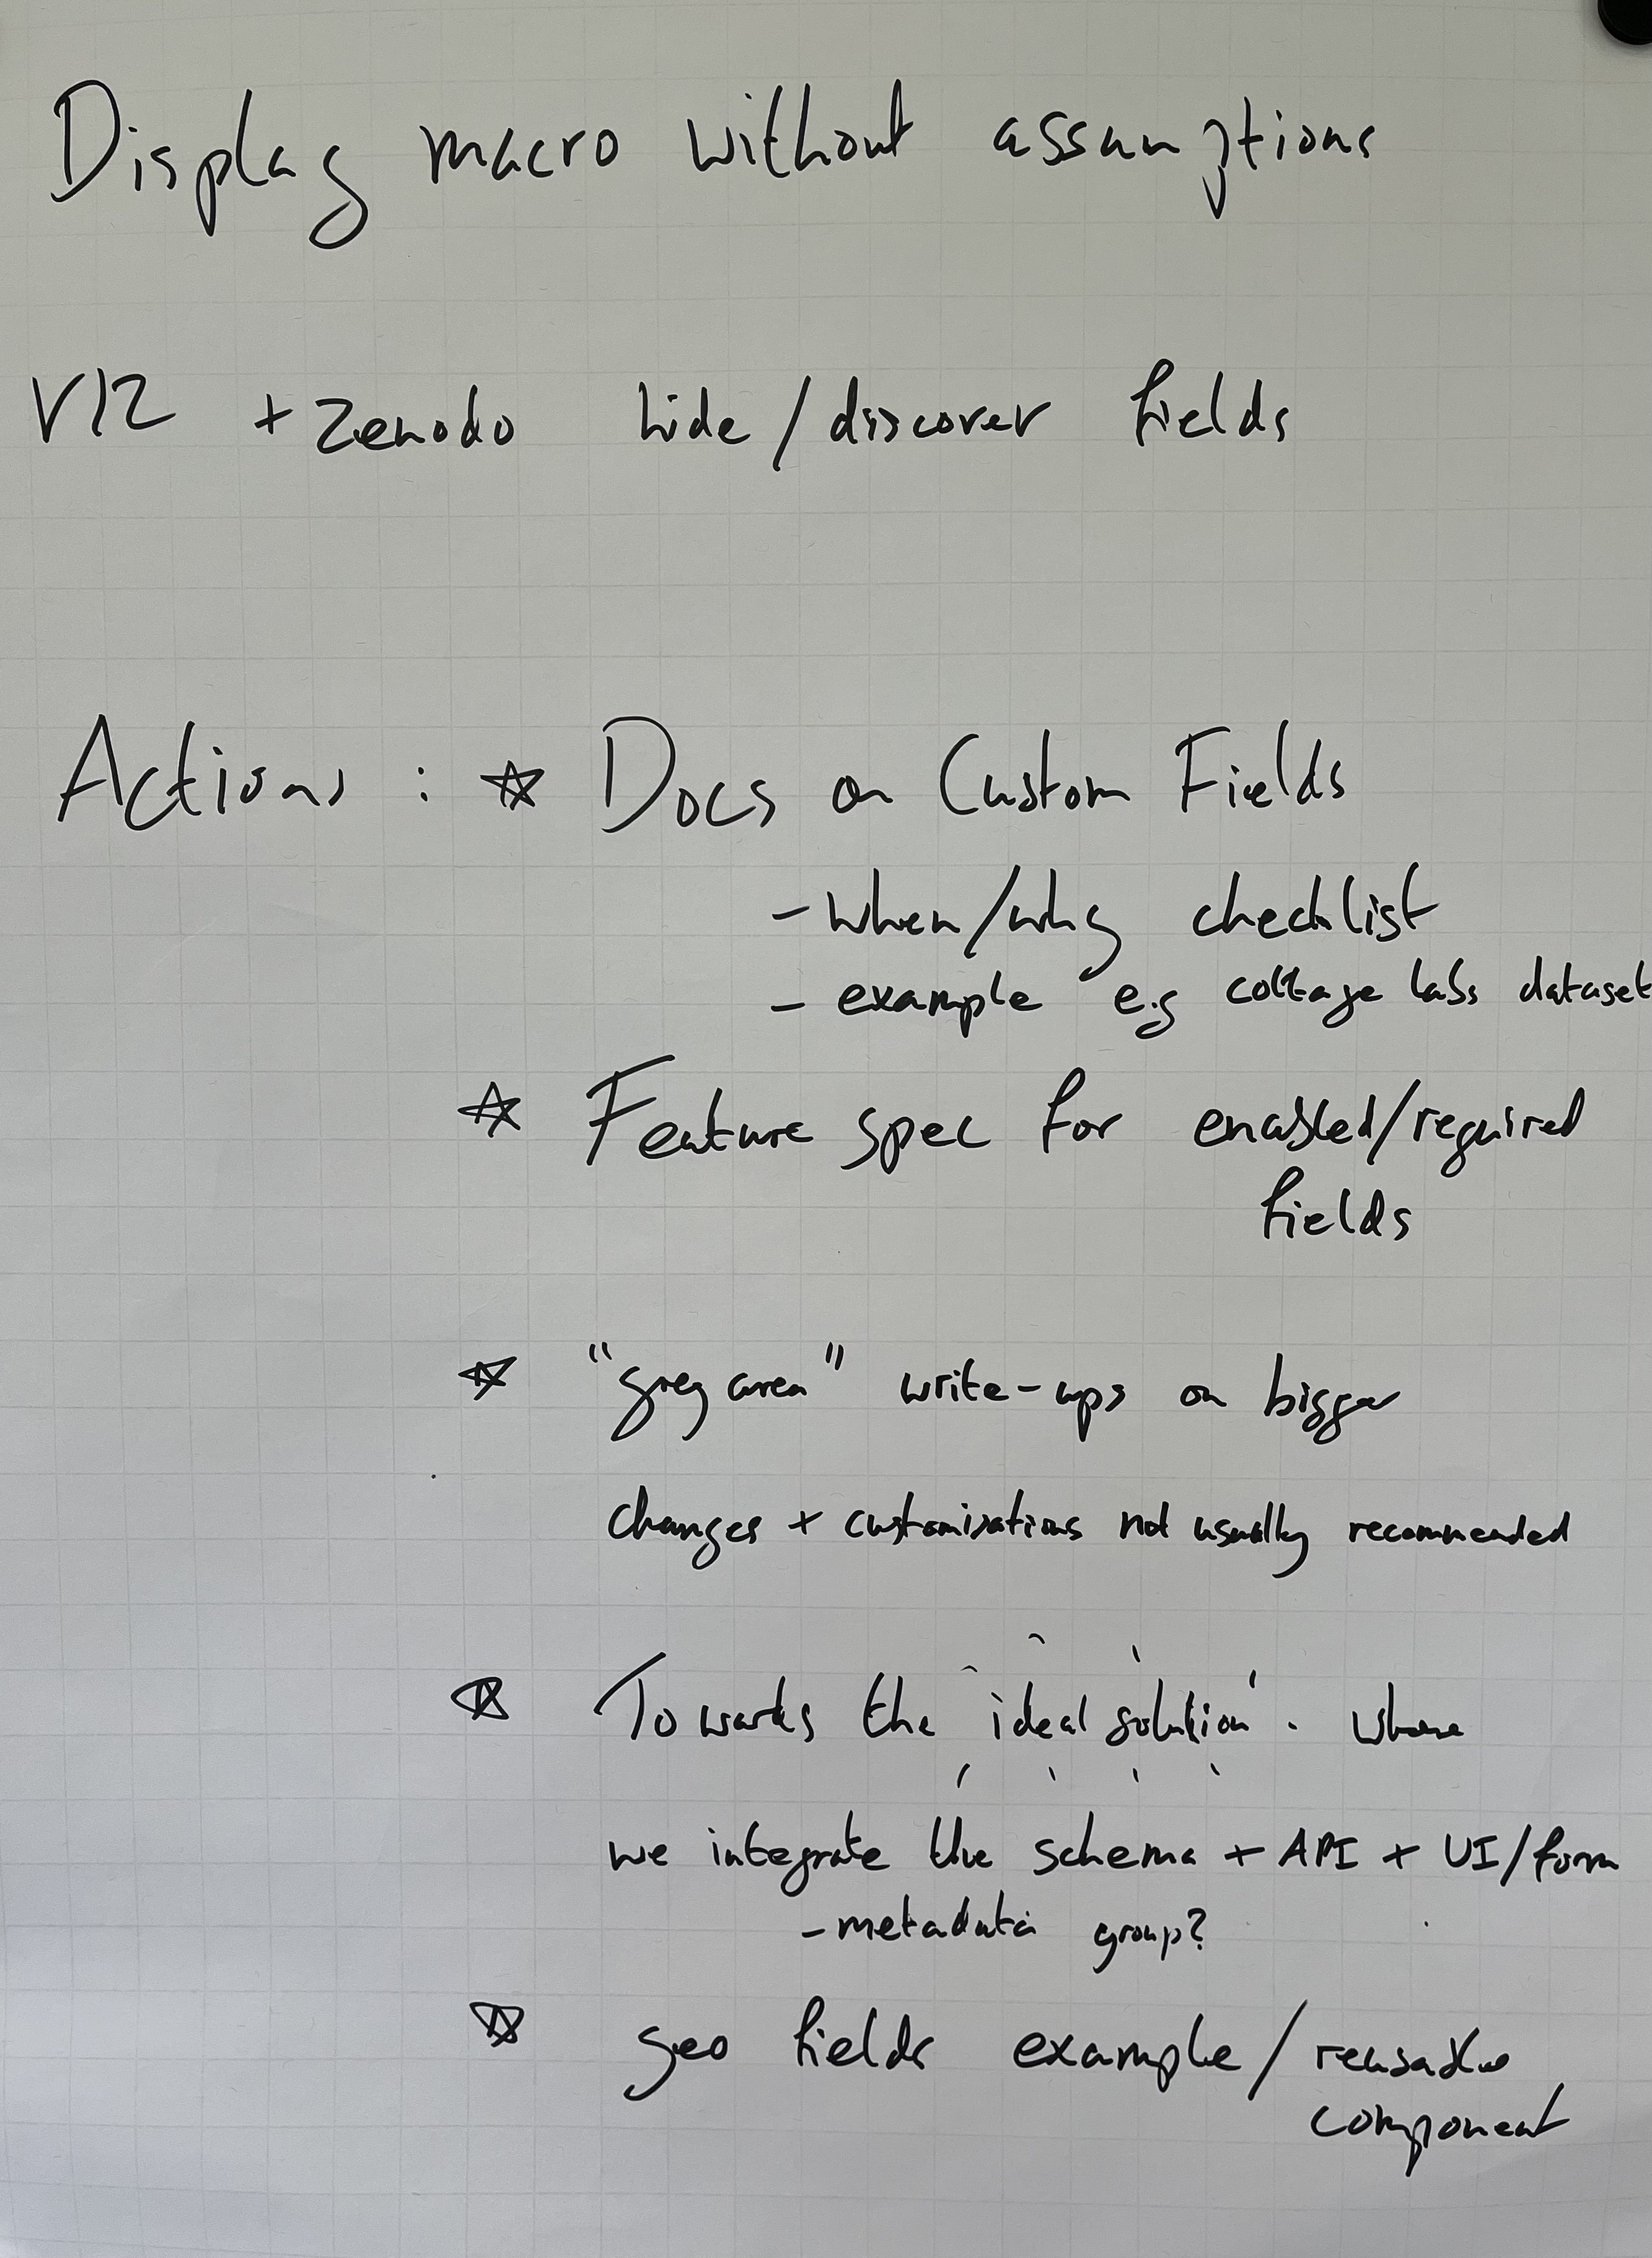 Display macro without assumptions
V12 + Zenodo hide/discover fields
Actions : ☆ Docs on Custom Fields
- when/why checklist
- example e.g cottage labs dataset
☆ Feature spec for enabled/required
fields
☆ "grey area" write-ups on bigger
changes + customisations not usually recommended
☆ Towards the 'ideal solution'. where
we integrate the schema + API + UI/form
- metadata group?
☆ geo fields example/reusable
component